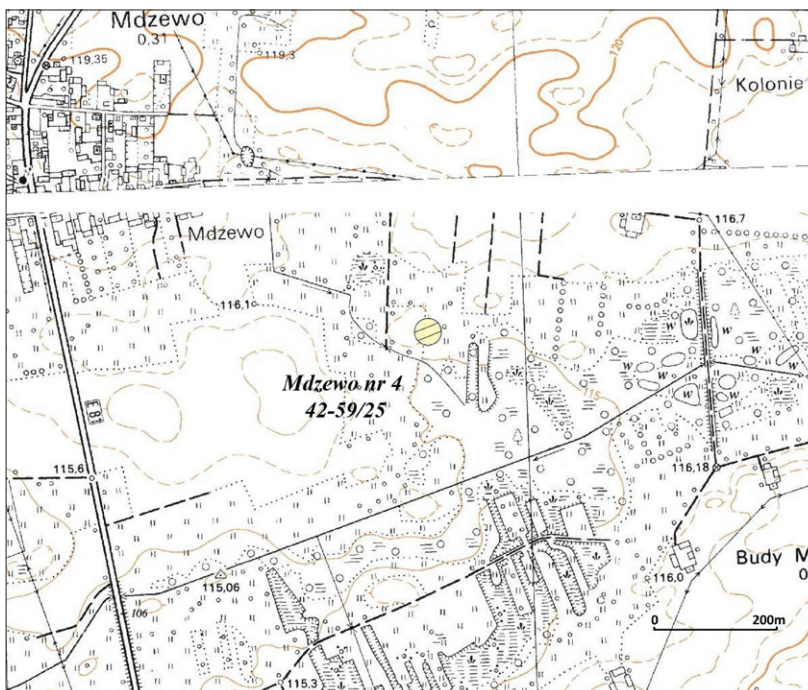 Mdzewo
0,31
119,35
119,3
120
Kolonie
Mdzewo
116,7
116,1
W
W
W
W
W
W
W
Mdzewo nr 4
42-59/25
115
E 81
115,6
116,18
115,06
116,0
Budy M
0
106
0 200m
115,3